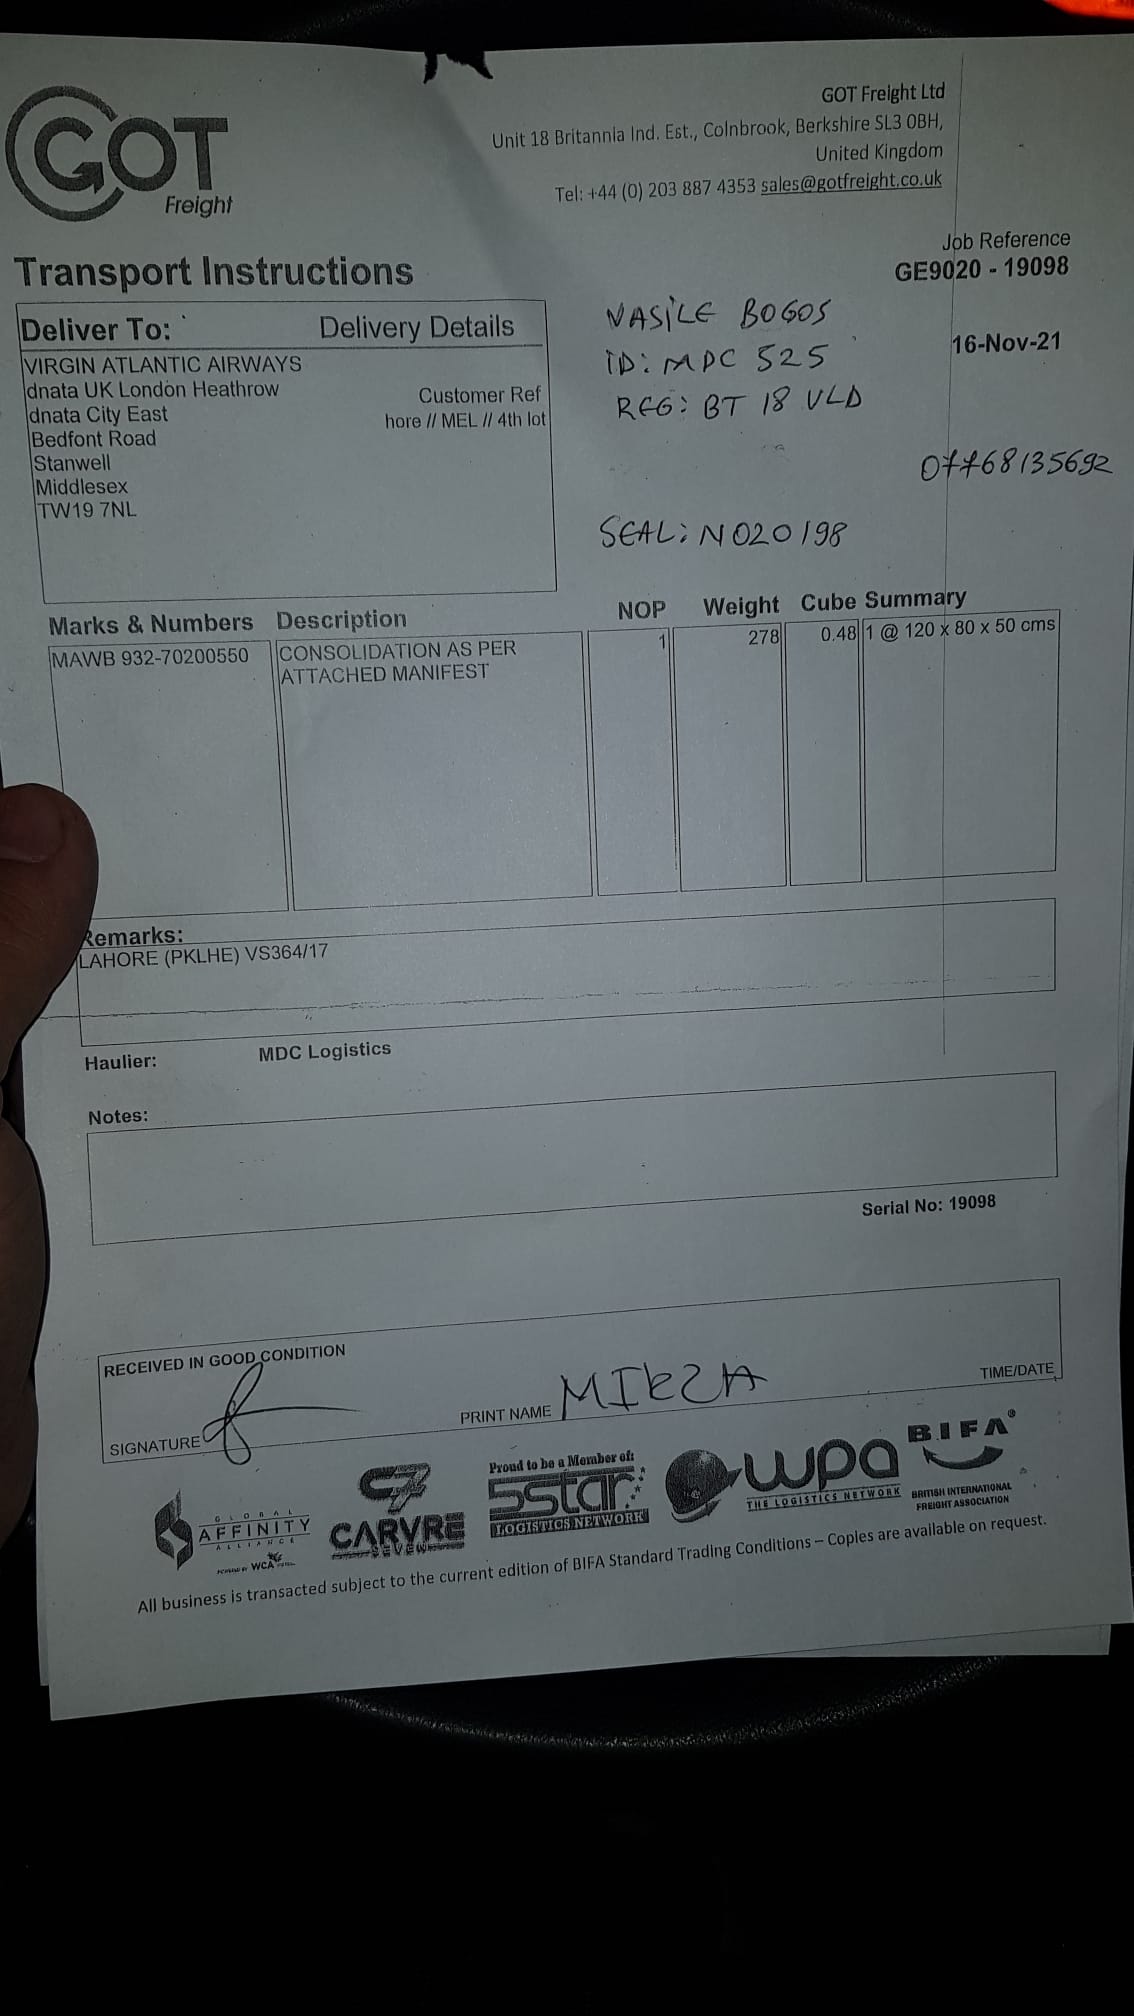 GOT
Freight
GOT Freight Ltd
Unit 18 Britannia Ind. Est., Colnbrook, Berkshire SL3 0BH,
United Kingdom
Tel: +44 (0) 203 887 4353 sales@gotfreight.co.uk
Job Reference
GE9020 - 19098
Transport Instructions
16-Nov-21
Deliver To: Delivery Details
VIRGIN ATLANTIC AIRWAYS
dnata UK London Heathrow
dnata City East
Bedfont Road
Stanwell
Middlesex
TW19 7NL
Customer Ref
hore // MEL // 4th lot
VASILE BOGOS
ID: MDC 525
REG: BT 18 VLD
07768135692
SEAL: N020198
Marks & Numbers Description NOP Weight Cube Summary
MAWB 932-70200550 CONSOLIDATION AS PER 1 278 0.48 1 @ 120 x 80 x 50 cms
ATTACHED MANIFEST
Remarks:
LAHORE (PKLHE) VS364/17
Haulier: MDC Logistics
Notes:
Serial No: 19098
RECEIVED IN GOOD CONDITION
SIGNATURE PRINT NAME MIRZA TIME/DATE
GLOBAL
AFFINITY
ALLIANCE
POWERED BY WCA
C7
CARVRE
SEVEN
Proud to be a Member of:
5star
LOGISTICS NETWORK
wpa
THE LOGISTICS NETWORK
BIFA®
BRITISH INTERNATIONAL
FREIGHT ASSOCIATION
All business is transacted subject to the current edition of BIFA Standard Trading Conditions – Copies are available on request.